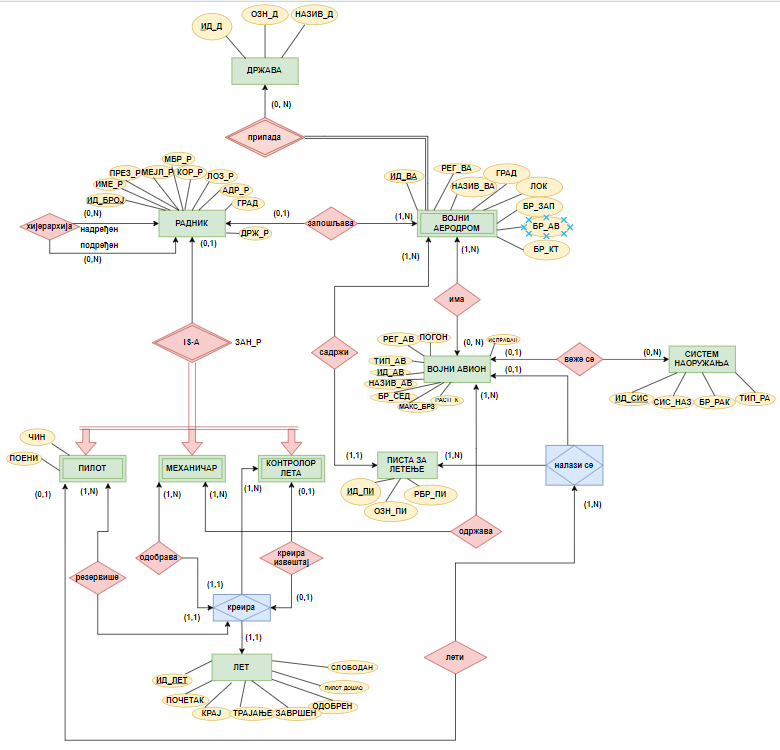 ИД_Д
ОЗН_Д
НАЗИВ_Д
ДРЖАВА
(0, N)
припада
МБР_Р
ПРЕЗ_Р
МЕЈЛ_Р
КОР_Р
ЛОЗ_Р
ИМЕ_Р
АДР_Р
ИД_БРОЈ
ГРАД
ДРЖ_Р
РАДНИК
хијерархија
(0,N)
надређен
подређен
(0,N)
(0,1)
(0,1)
запошљава
(1,N)
ИД_ВА
РЕГ_ВА
НАЗИВ_ВА
ГРАД
ЛОК
БР_ЗАП
БР_АВ
БР_КТ
ВОЈНИ
АЕРОДРОМ
(1,N)
(1,N)
има
IS-A
ЗАН_Р
садржи
(0, N)
РЕГ_АВ
ПОГОН
ИСПРАВАН
ТИП_АВ
ИД_АВ
НАЗИВ_АВ
БР_СЕД
МАКС_БРЗ
РАСП_К
ВОЈНИ АВИОН
(0,1)
(0,1)
(1,N)
веже се
(0,N)
СИСТЕМ
НАОРУЖАЊА
ИД_СИС
СИС_НАЗ
БР_РАК
ТИП_РА
ЧИН
ПОЕНИ
ПИЛОТ
МЕХАНИЧАР
КОНТРОЛОР
ЛЕТА
(0,1)
(1,N)
(1,N)
(1,N)
(1,N)
(0,1)
(1,1)
ПИСТА ЗА
ЛЕТЕЊЕ
(1,N)
ИД_ПИ
ОЗН_ПИ
РБР_ПИ
налази се
(1,N)
одржава
резервише
одобрава
креира
извештај
(1,1)
(0,1)
(1,1)
креира
(1,1)
лети
ЛЕТ
ИД_ЛЕТ
ПОЧЕТАК
КРАЈ
ТРАЈАЊЕ
ЗАВРШЕН
ОДОБРЕН
ПИЛОТ ДОШАО
СЛОБОДАН